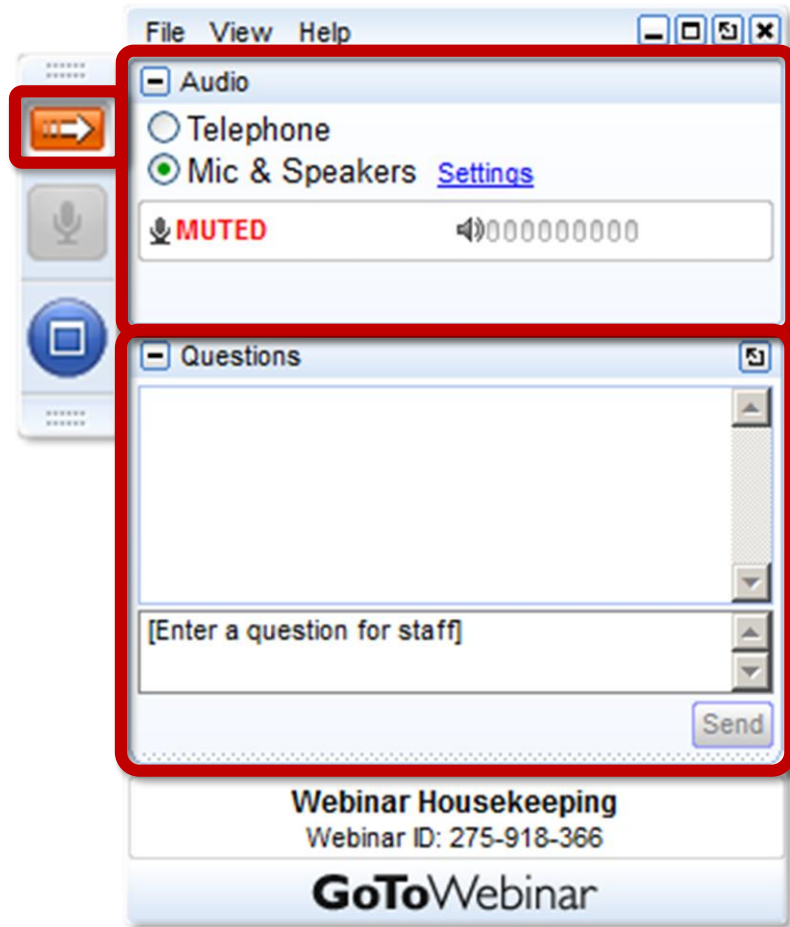 File View Help
Audio
Telephone
Mic & Speakers Settings
MUTED
Questions
[Enter a question for staff]
Send
Webinar Housekeeping
Webinar ID: 275-918-366
GoToWebinar